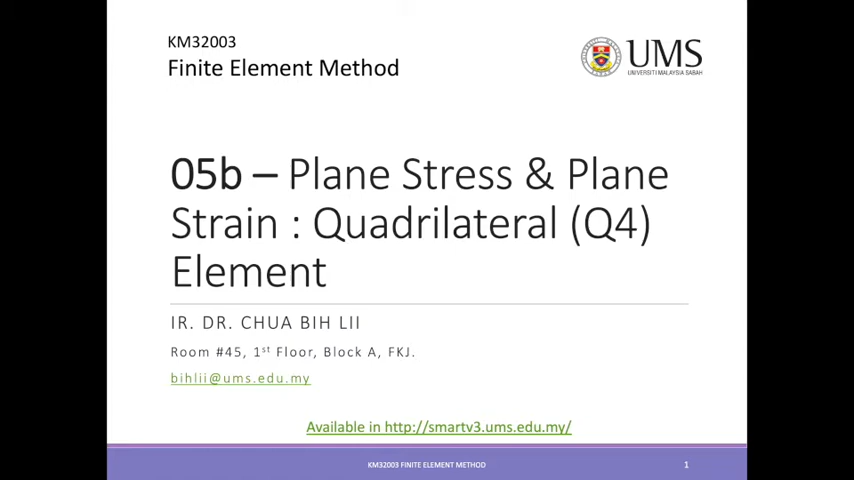 KM32003
Finite Element Method
UMS
UNIVERSITI MALAYSIA SABAH
05b – Plane Stress & Plane
Strain : Quadrilateral (Q4)
Element
IR. DR. CHUA BIH LII
Room #45, 1st Floor, Block A, FKJ.
bihlii@ums.edu.my
Available in http://smartv3.ums.edu.my/
KM32003 FINITE ELEMENT METHOD
1